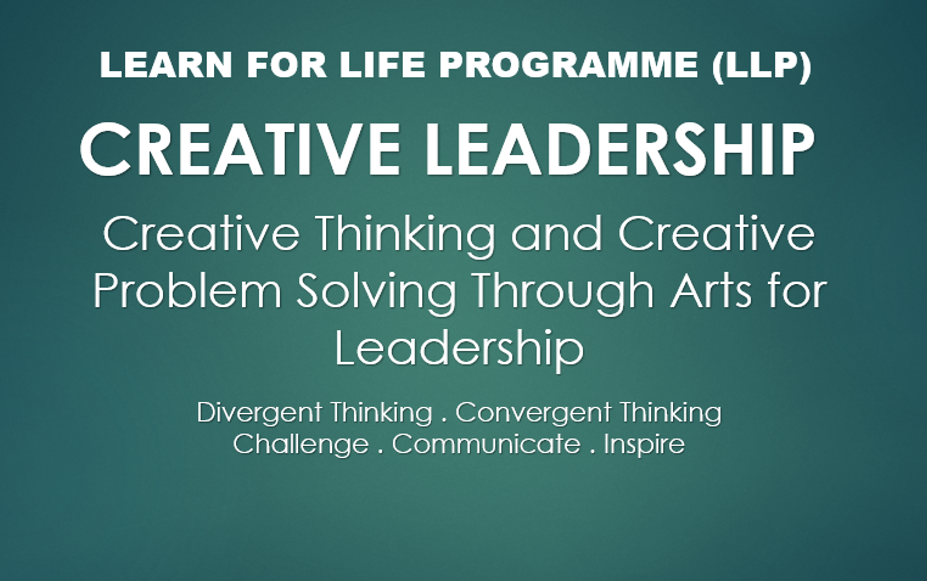 LEARN FOR LIFE PROGRAMME (LLP)
CREATIVE LEADERSHIP
Creative Thinking and Creative
Problem Solving Through Arts for
Leadership
Divergent Thinking . Convergent Thinking
Challenge . Communicate . Inspire